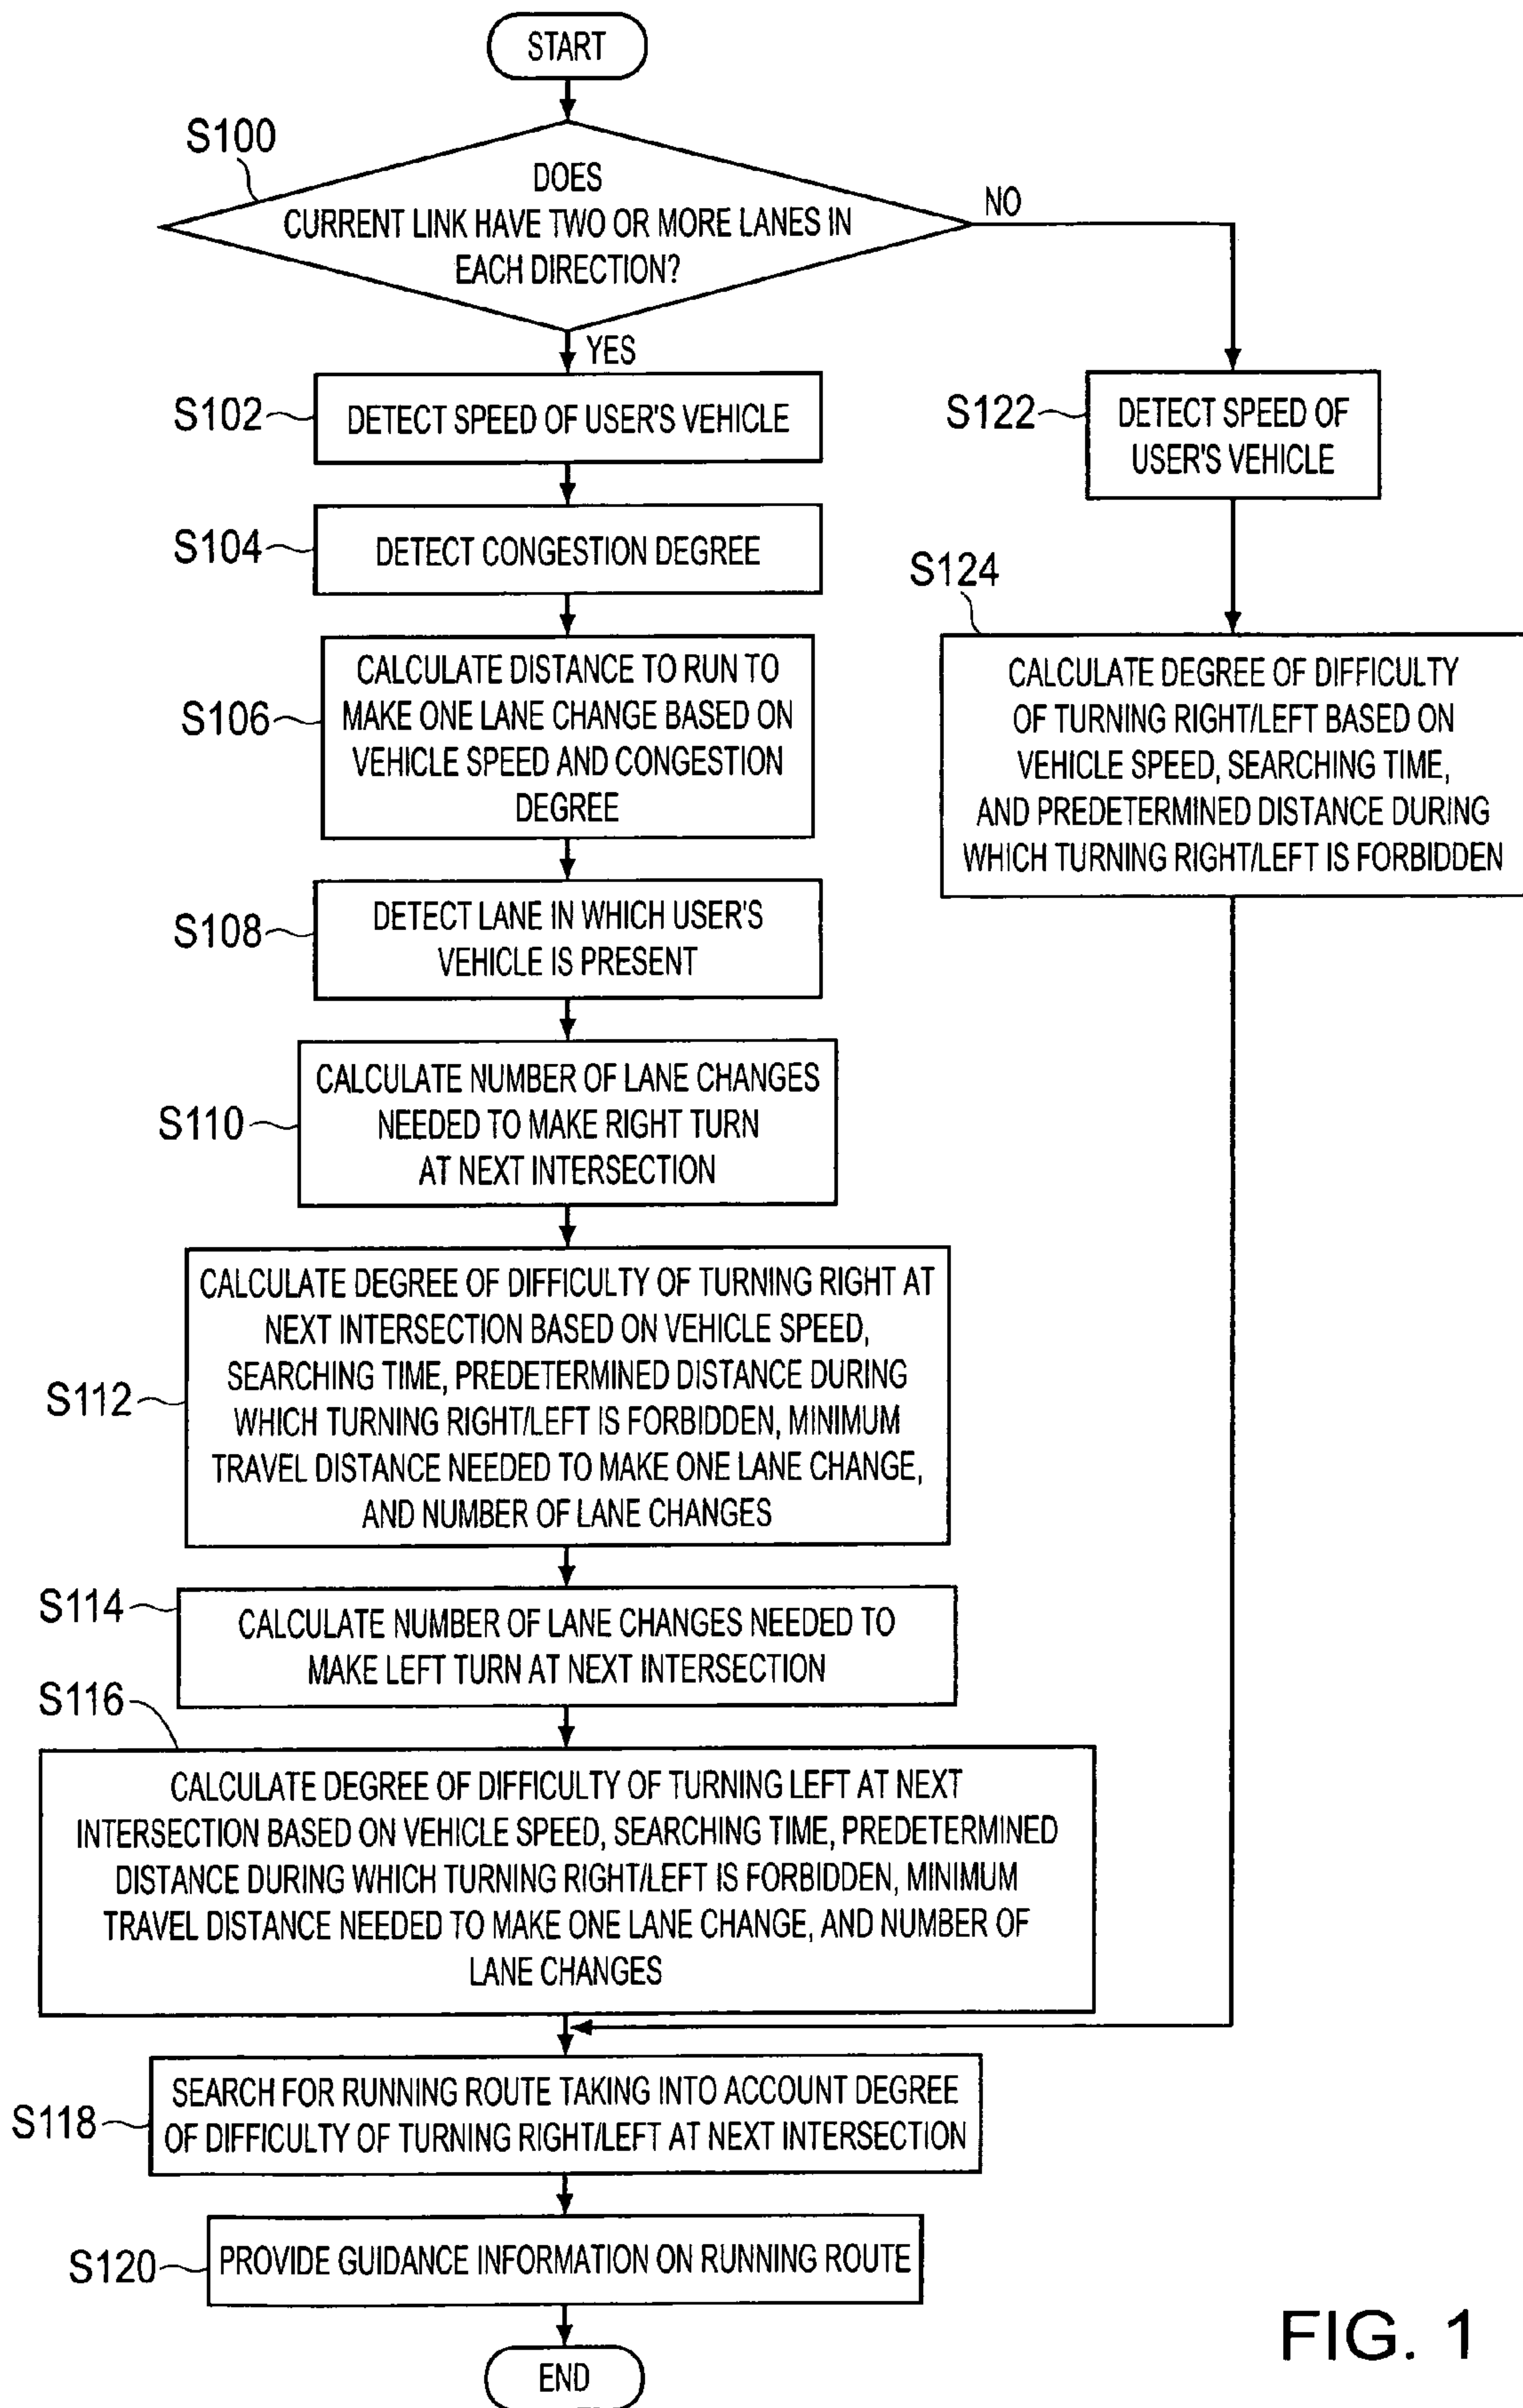 START
S100
DOES
CURRENT LINK HAVE TWO OR MORE LANES IN
EACH DIRECTION?
NO
YES
S102
DETECT SPEED OF USER'S VEHICLE
S122
DETECT SPEED OF
USER'S VEHICLE
S104
DETECT CONGESTION DEGREE
S124
CALCULATE DEGREE OF DIFFICULTY
OF TURNING RIGHT/LEFT BASED ON
VEHICLE SPEED, SEARCHING TIME,
AND PREDETERMINED DISTANCE DURING
WHICH TURNING RIGHT/LEFT IS FORBIDDEN
S106
CALCULATE DISTANCE TO RUN TO
MAKE ONE LANE CHANGE BASED ON
VEHICLE SPEED AND CONGESTION
DEGREE
S108
DETECT LANE IN WHICH USER'S
VEHICLE IS PRESENT
S110
CALCULATE NUMBER OF LANE CHANGES
NEEDED TO MAKE RIGHT TURN
AT NEXT INTERSECTION
S112
CALCULATE DEGREE OF DIFFICULTY OF TURNING RIGHT AT
NEXT INTERSECTION BASED ON VEHICLE SPEED,
SEARCHING TIME, PREDETERMINED DISTANCE DURING
WHICH TURNING RIGHT/LEFT IS FORBIDDEN, MINIMUM
TRAVEL DISTANCE NEEDED TO MAKE ONE LANE CHANGE,
AND NUMBER OF LANE CHANGES
S114
CALCULATE NUMBER OF LANE CHANGES NEEDED TO
MAKE LEFT TURN AT NEXT INTERSECTION
S116
CALCULATE DEGREE OF DIFFICULTY OF TURNING LEFT AT NEXT
INTERSECTION BASED ON VEHICLE SPEED, SEARCHING TIME, PREDETERMINED
DISTANCE DURING WHICH TURNING RIGHT/LEFT IS FORBIDDEN, MINIMUM
TRAVEL DISTANCE NEEDED TO MAKE ONE LANE CHANGE, AND NUMBER OF
LANE CHANGES
S118
SEARCH FOR RUNNING ROUTE TAKING INTO ACCOUNT DEGREE
OF DIFFICULTY OF TURNING RIGHT/LEFT AT NEXT INTERSECTION
S120
PROVIDE GUIDANCE INFORMATION ON RUNNING ROUTE
END
FIG. 1